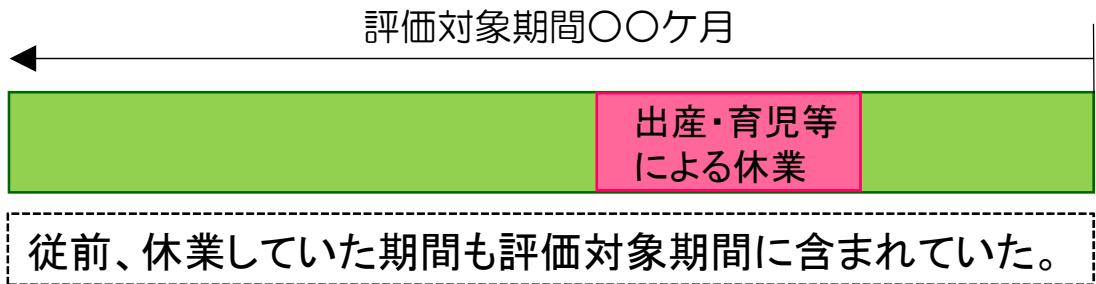 評価対象期間〇〇ケ月
出産・育児等
による休業
従前、休業していた期間も評価対象期間に含まれていた。